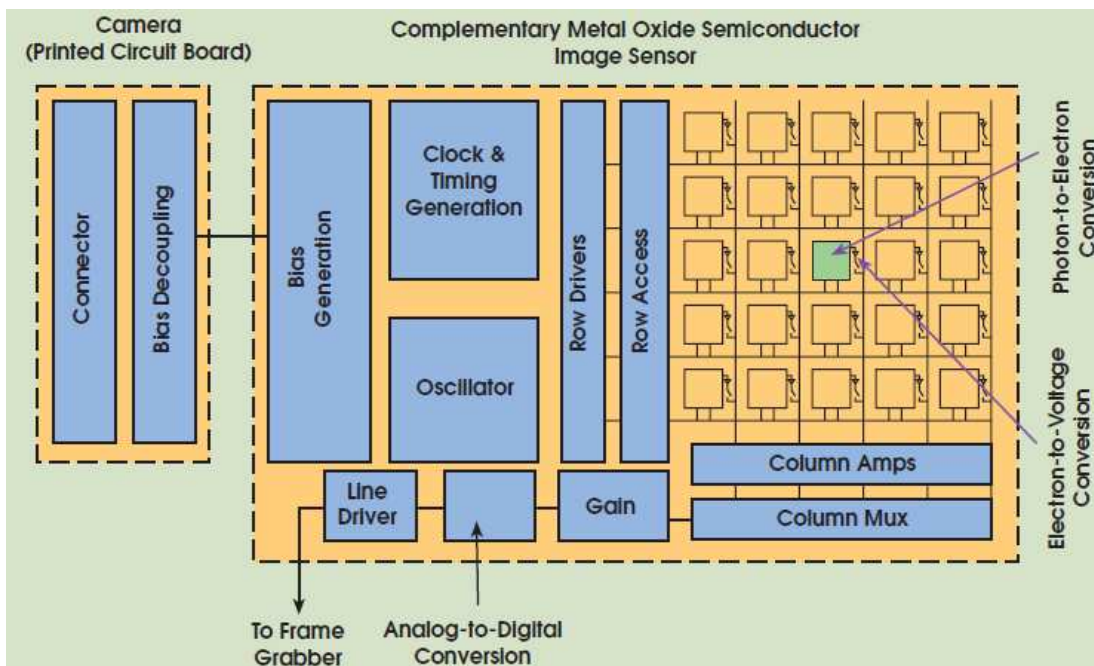 Camera
(Printed Circuit Board)
Complementary Metal Oxide Semiconductor
Image Sensor
Connector
Bias Decoupling
Bias
Generation
Clock &
Timing
Generation
Oscillator
Row Drivers
Row Access
Photon-to-Electron
Conversion
Electron-to-Voltage
Conversion
Column Amps
Column Mux
Gain
Line
Driver
To Frame
Grabber
Analog-to-Digital
Conversion